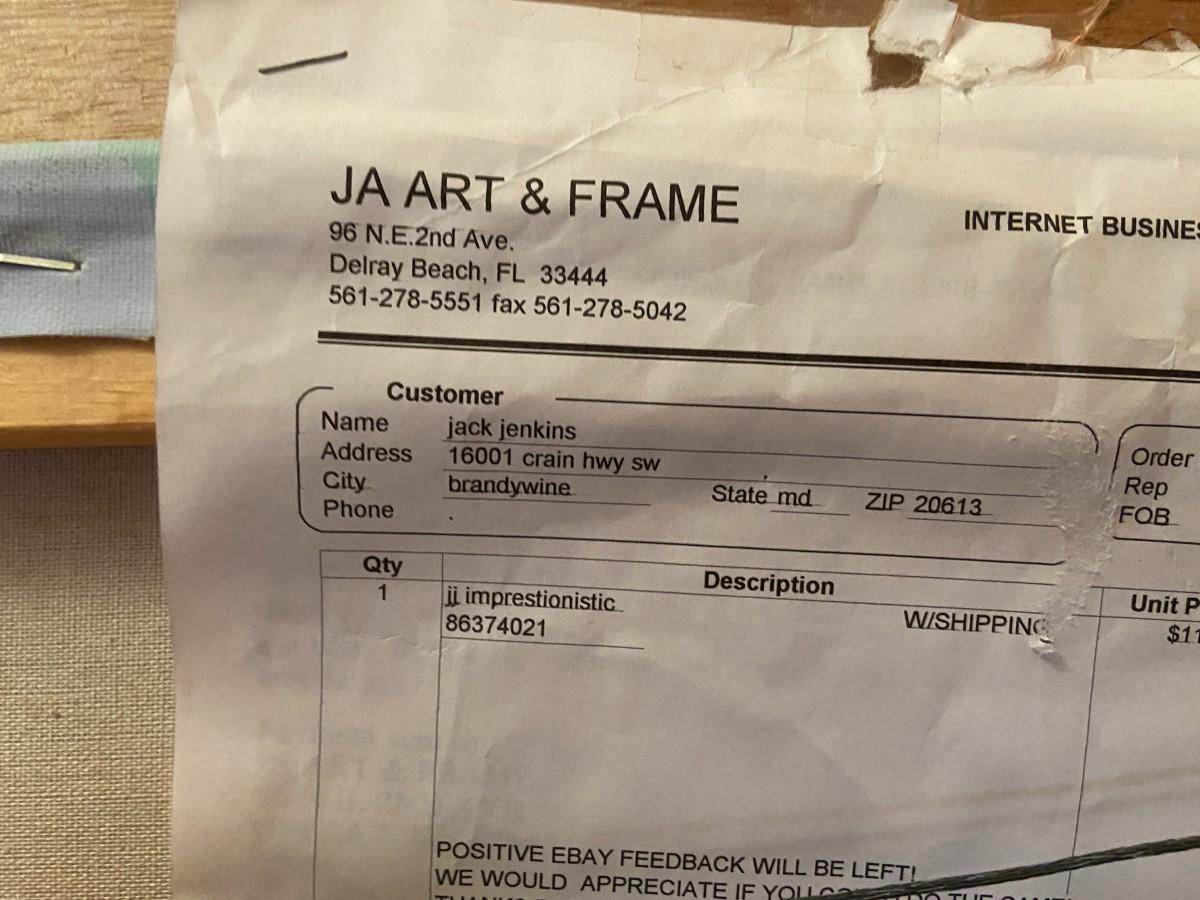 JA ART & FRAME
96 N.E.2nd Ave.
Delray Beach, FL 33444
561-278-5551 fax 561-278-5042
INTERNET BUSINES
Customer
Name jack jenkins
Address 16001 crain hwy sw
City brandywine State md ZIP 20613
Phone .
Order
Rep
FOB
Qty Description Unit P
1 jj imprestionistic W/SHIPPING $11
86374021
POSITIVE EBAY FEEDBACK WILL BE LEFT!
WE WOULD APPRECIATE IF YOU DO THE SAME!